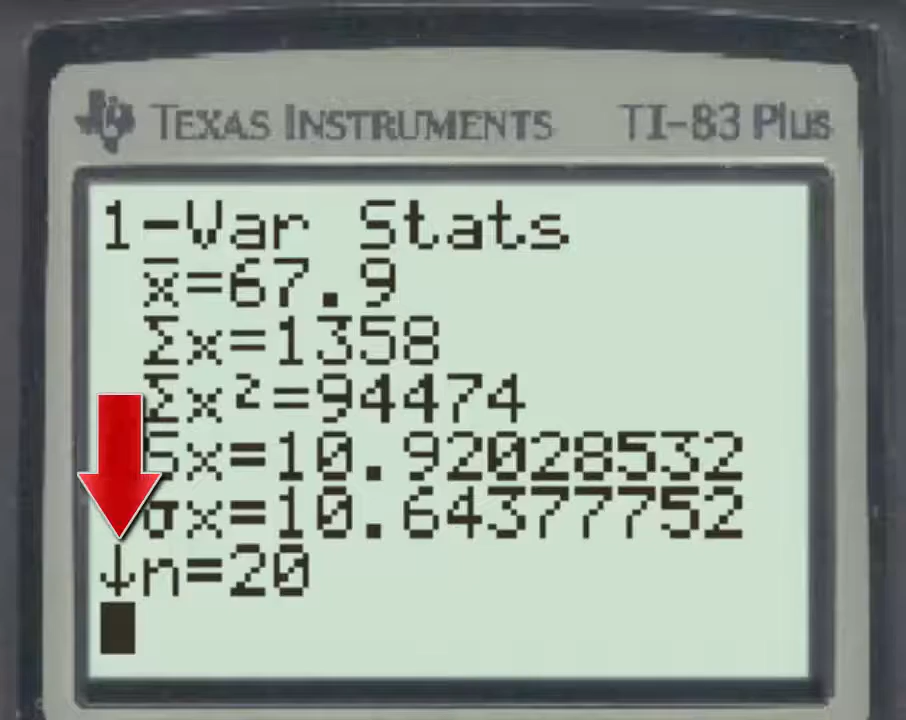 TEXAS INSTRUMENTS TI-83 Plus
1-Var Stats
x̄=67.9
Σx=1358
Σx²=94474
Sx=10.92028532
σx=10.64377752
↓n=20